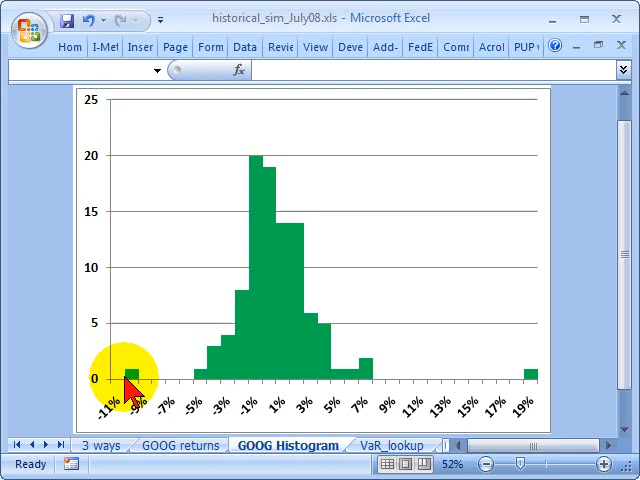 historical_sim_July08.xls - Microsoft Excel
Hom I-Met Inser Page Form Data Revie View Deve Add- FedE Comr Acrol PUP v
fx
25
20
15
10
5
0
-11% -9% -7% -5% -3% -1% 1% 3% 5% 7% 9% 11% 13% 15% 17% 19%
3 ways GOOG returns GOOG Histogram VaR_lookup
Ready 52%